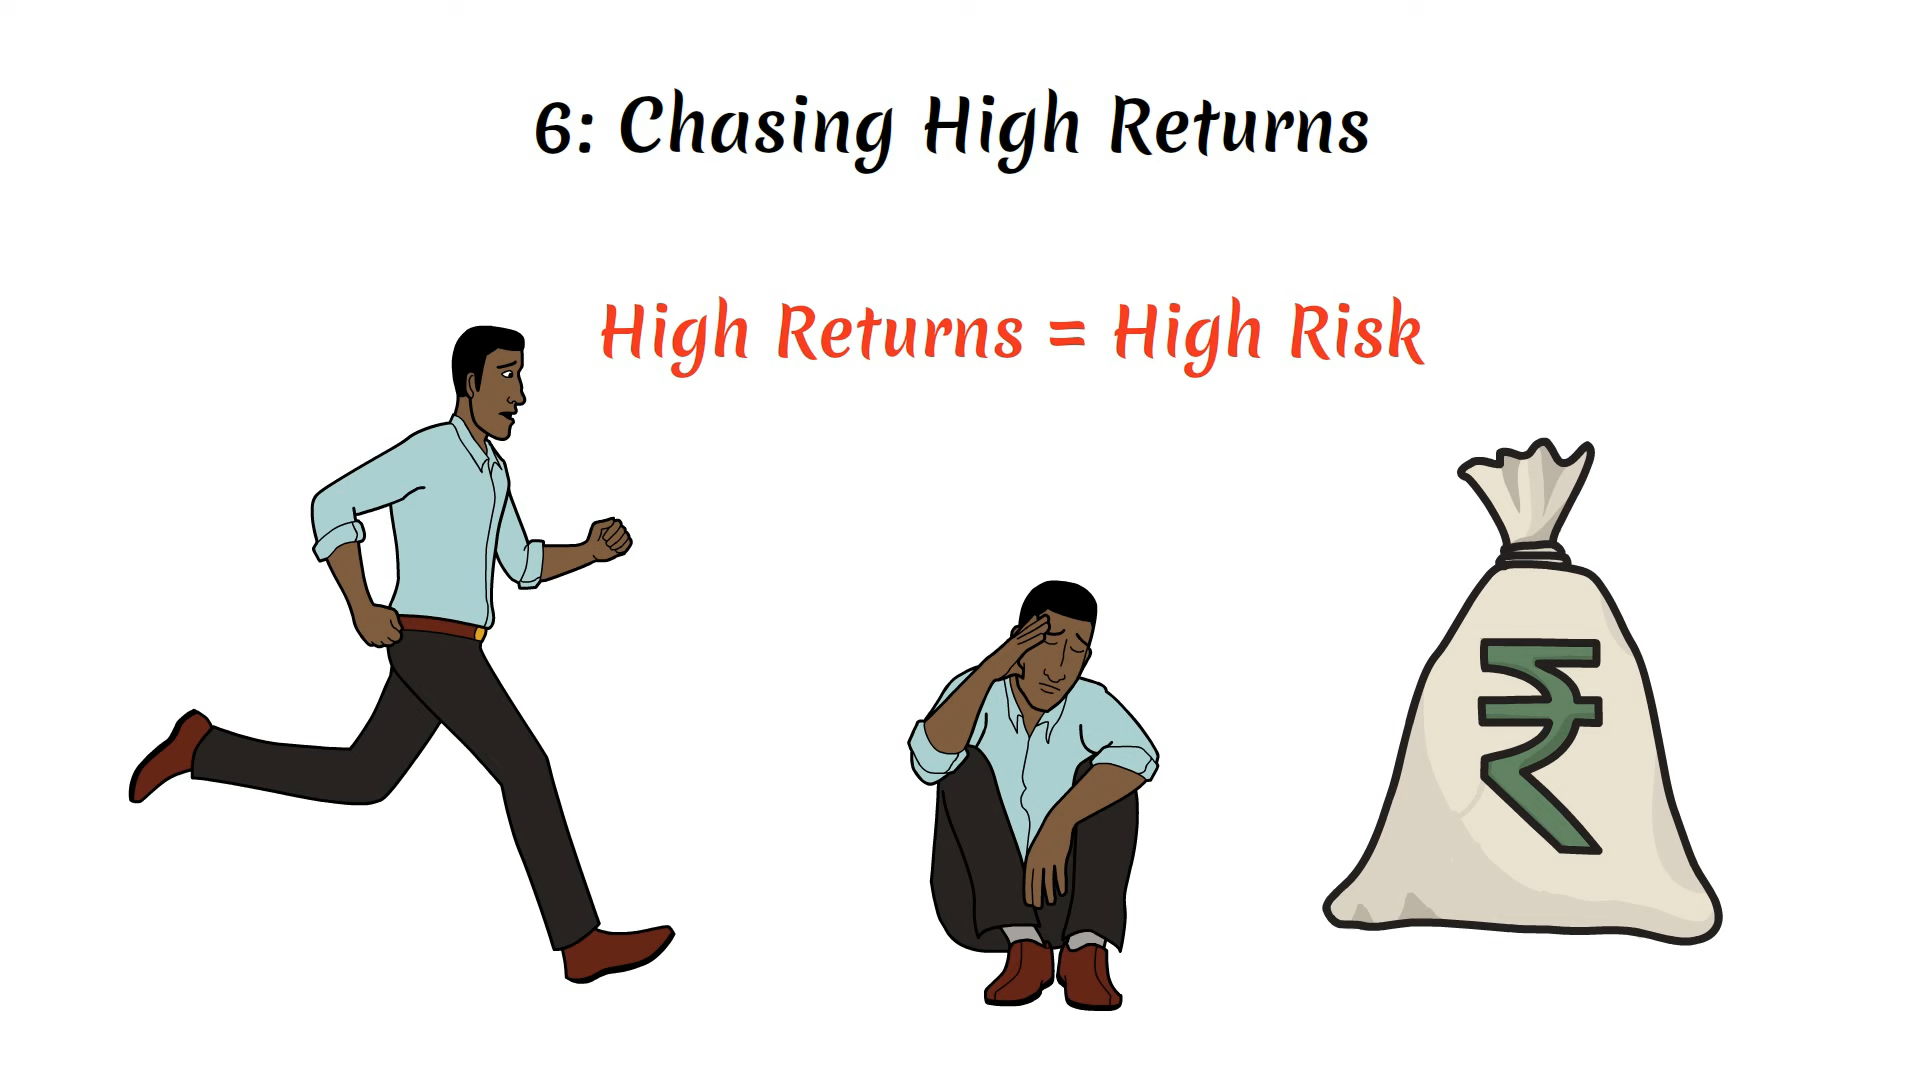 6: Chasing High Returns
High Returns = High Risk
₹